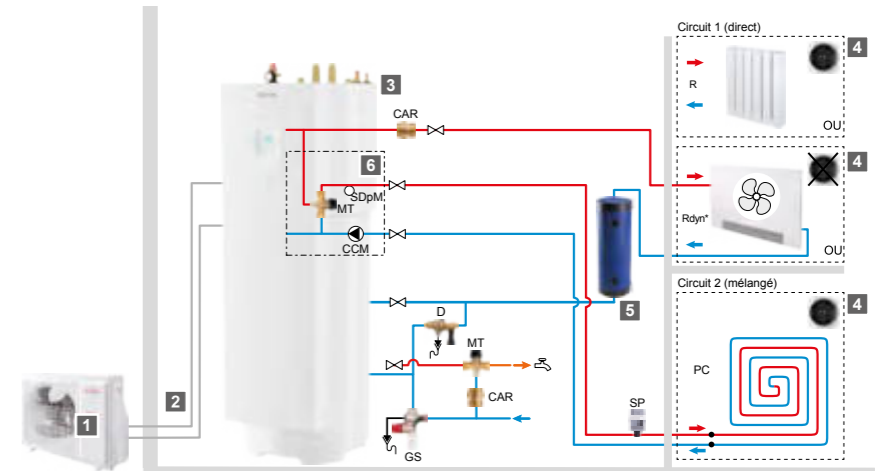 Circuit 1 (direct)
4
R
OU
3
CAR
6
SDpM
MT
CCM
4
Rdyn*
OU
Circuit 2 (mélangé)
4
5
D
MT
PC
2
CAR
SP
1
GS